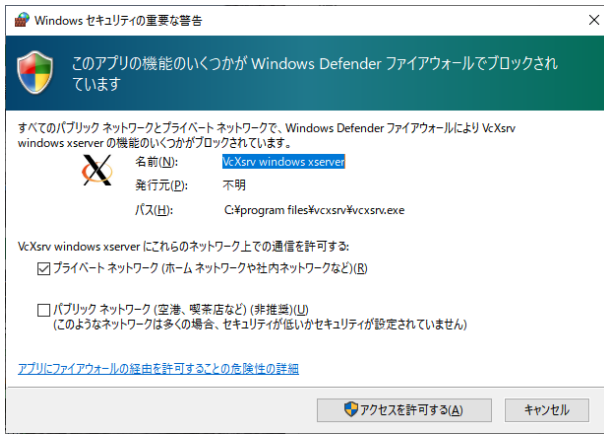 Windows セキュリティの重要な警告
このアプリの機能のいくつかが Windows Defender ファイアウォールでブロックされ
ています
すべてのパブリック ネットワークとプライベート ネットワークで、Windows Defender ファイアウォールにより VcXsrv
windows xserver の機能のいくつかがブロックされています。
名前(N): VcXsrv windows xserver
発行元(P): 不明
パス(H): C:¥program files¥vcxsrv¥vcxsrv.exe
VcXsrv windows xserver にこれらのネットワーク上での通信を許可する:
プライベート ネットワーク (ホーム ネットワークや社内ネットワークなど)(R)
パブリック ネットワーク (空港、喫茶店など) (非推奨)(U)
(このようなネットワークは多くの場合、セキュリティが低いかセキュリティが設定されていません)
アプリにファイアウォールの経由を許可することの危険性の詳細
アクセスを許可する(A) キャンセル